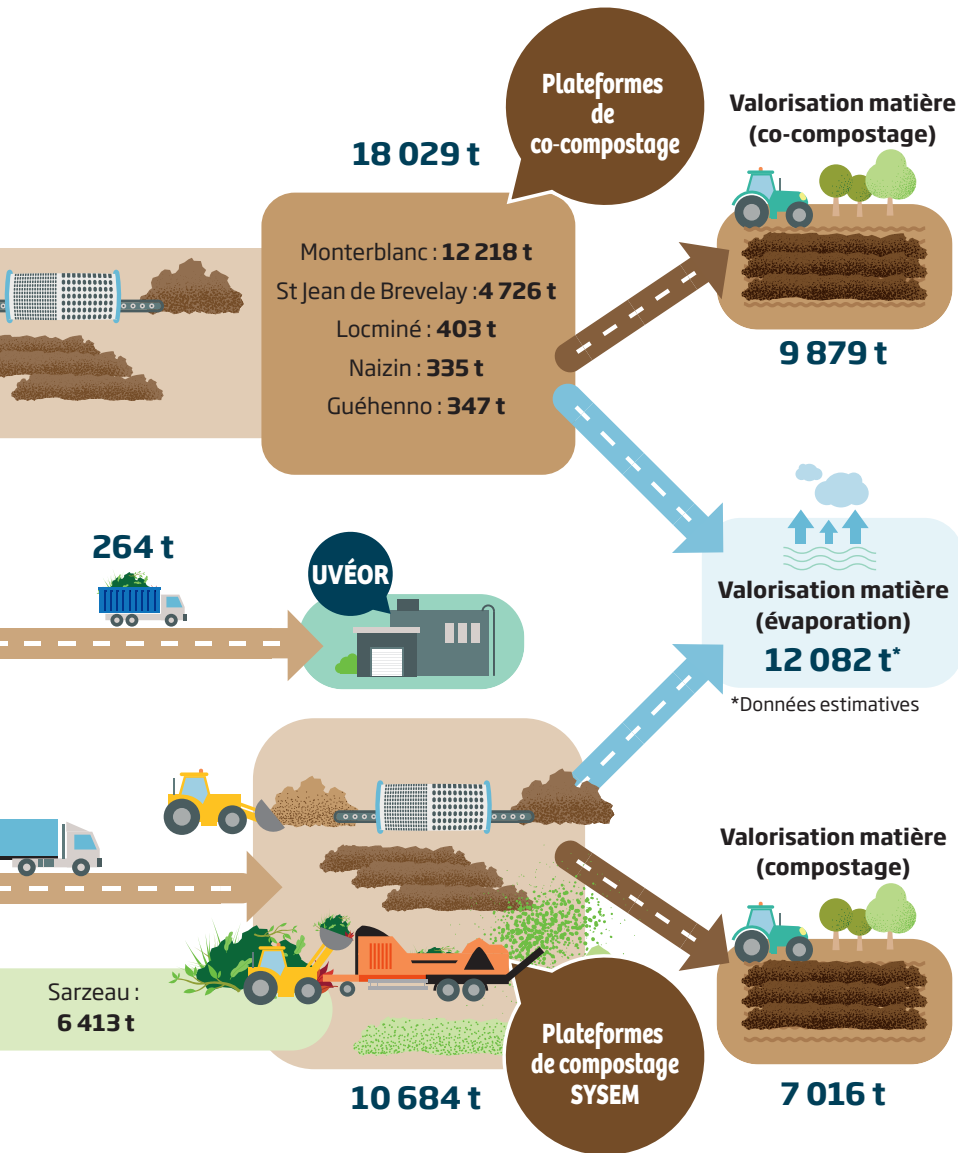 Plateformes
de
co-compostage
18 029 t
Monterblanc : 12 218 t
St Jean de Brevelay : 4 726 t
Locminé : 403 t
Naizin : 335 t
Guéhenno : 347 t
Valorisation matière
(co-compostage)
9 879 t
264 t
UVÉOR
Valorisation matière
(évaporation)
12 082 t*
*Données estimatives
Sarzeau :
6 413 t
10 684 t
Plateformes
de compostage
SYSEM
Valorisation matière
(compostage)
7 016 t